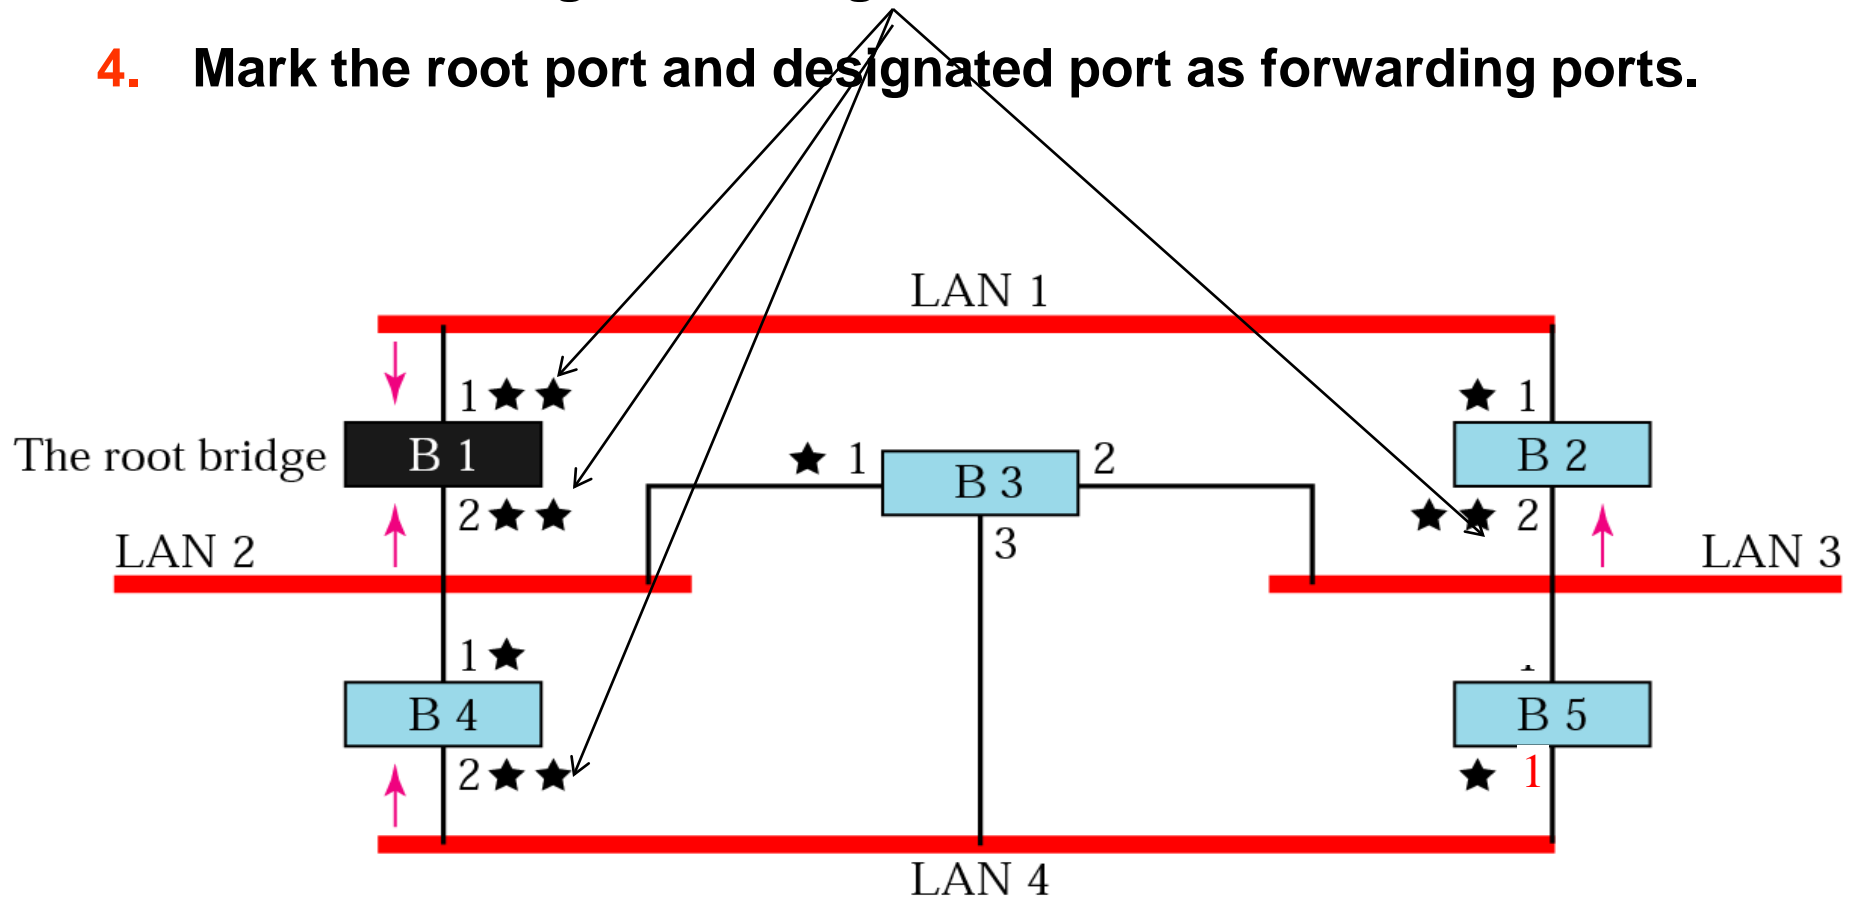 4. Mark the root port and designated port as forwarding ports.
LAN 1
1
1
The root bridge B 1
1 B 3 2
B 2
2
2
3
LAN 2
LAN 3
1
B 4
B 5
2
1
LAN 4